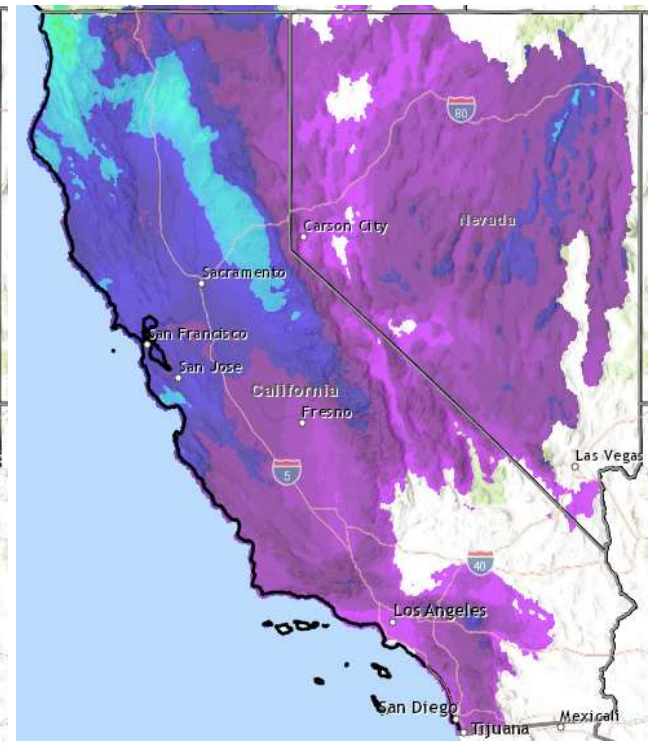 80
Carson City
Nevada
Sacramento
San Francisco
San Jose
California
Fresno
Las Vegas
5
40
Los Angeles
San Diego
Tijuana
Mexicali